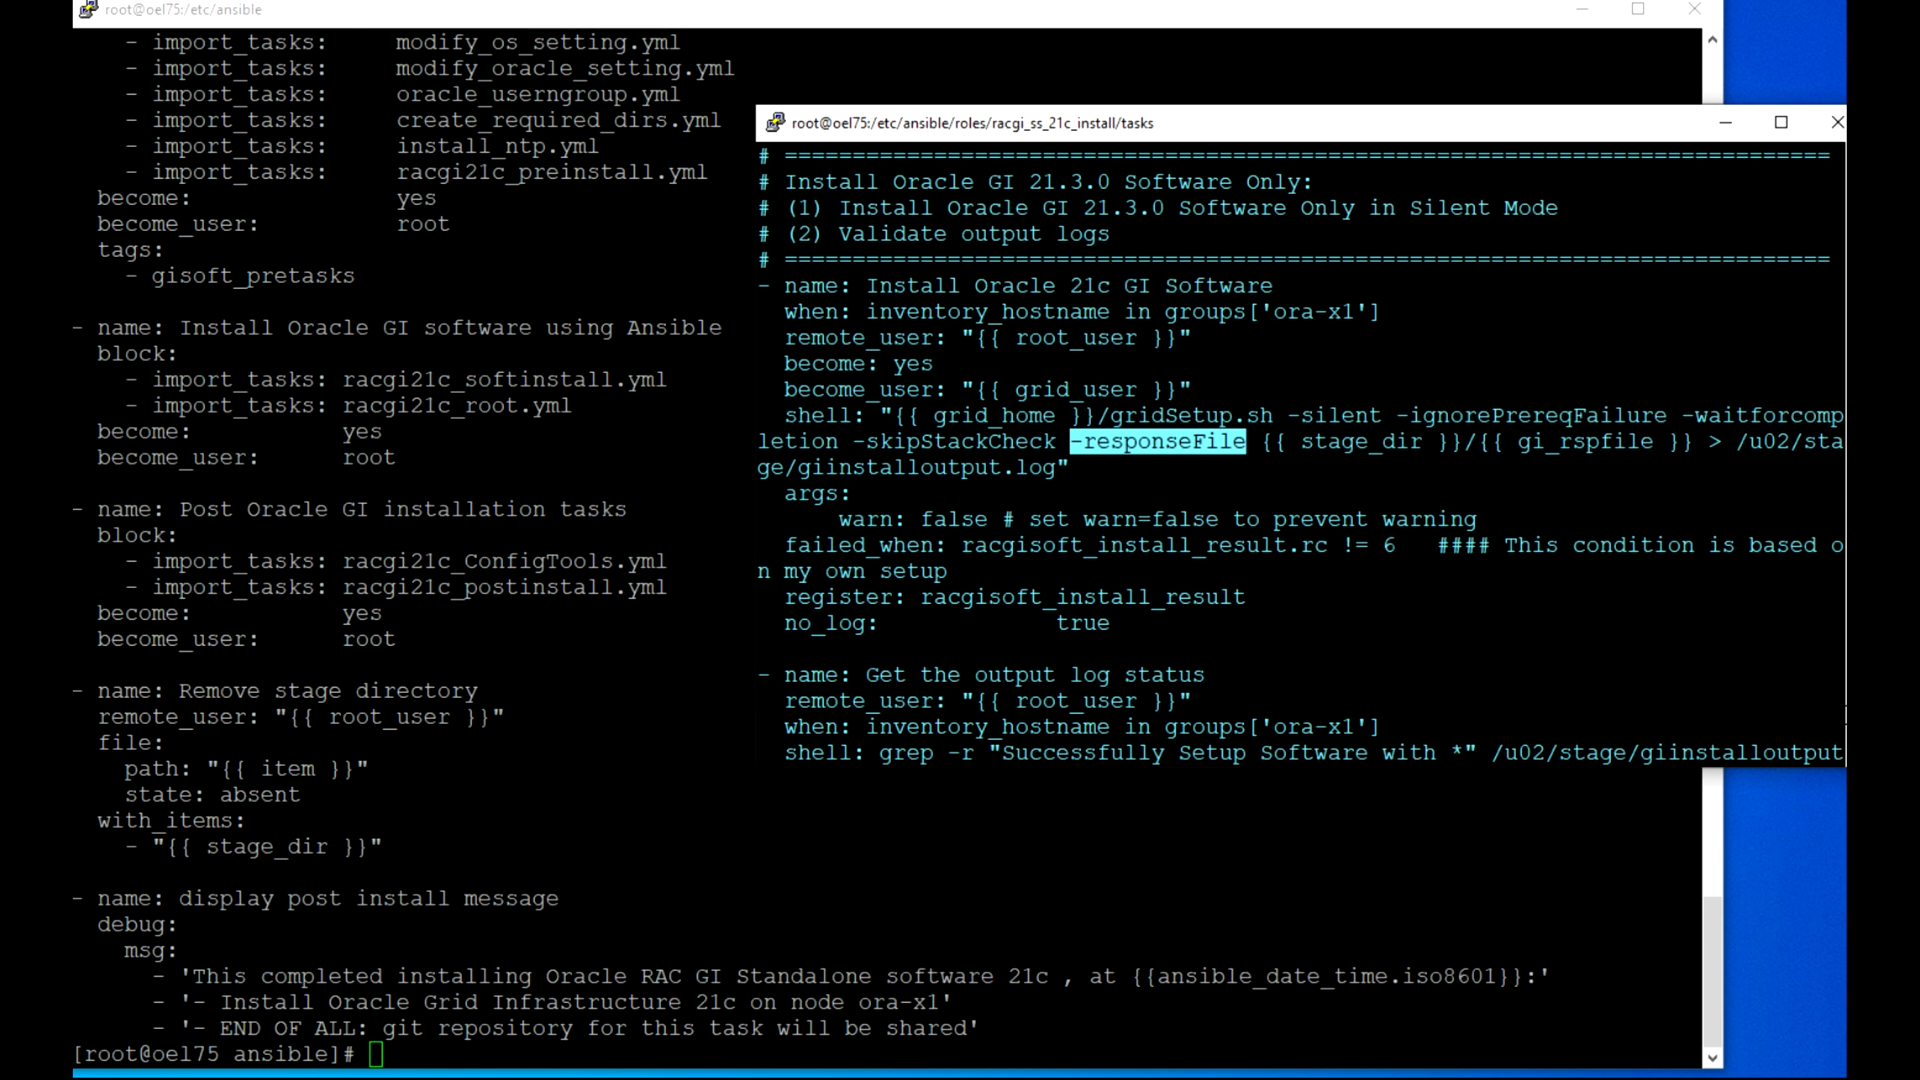 root@oel75:/etc/ansible
- import_tasks: modify_os_setting.yml
- import_tasks: modify_oracle_setting.yml
- import_tasks: oracle_userngroup.yml
- import_tasks: create_required_dirs.yml
- import_tasks: install_ntp.yml
- import_tasks: racgi21c_preinstall.yml
become: yes
become_user: root
tags:
- gisoft_pretasks
- name: Install Oracle GI software using Ansible
block:
- import_tasks: racgi21c_softinstall.yml
- import_tasks: racgi21c_root.yml
become: yes
become_user: root
- name: Post Oracle GI installation tasks
block:
- import_tasks: racgi21c_ConfigTools.yml
- import_tasks: racgi21c_postinstall.yml
become: yes
become_user: root
- name: Remove stage directory
remote_user: "{{ root_user }}"
file:
path: "{{ item }}"
state: absent
with_items:
- "{{ stage_dir }}"
- name: display post install message
debug:
msg:
- 'This completed installing Oracle RAC GI Standalone software 21c , at {{ansible_date_time.iso8601}}:'
- '- Install Oracle Grid Infrastructure 21c on node ora-x1'
- '- END OF ALL: git repository for this task will be shared'
[root@oel75 ansible]#
root@oel75:/etc/ansible/roles/racgi_ss_21c_install/tasks
# =============================================================================
# Install Oracle GI 21.3.0 Software Only:
# (1) Install Oracle GI 21.3.0 Software Only in Silent Mode
# (2) Validate output logs
# =============================================================================
- name: Install Oracle 21c GI Software
when: inventory_hostname in groups['ora-x1']
remote_user: "{{ root_user }}"
become: yes
become_user: "{{ grid_user }}"
shell: "{{ grid_home }}/gridSetup.sh -silent -ignorePrereqFailure -waitforcomp
letion -skipStackCheck -responseFile {{ stage_dir }}/{{ gi_rspfile }} > /u02/sta
ge/giinstalloutput.log"
args:
warn: false # set warn=false to prevent warning
failed_when: racgisoft_install_result.rc != 6 #### This condition is based o
n my own setup
register: racgisoft_install_result
no_log: true
- name: Get the output log status
remote_user: "{{ root_user }}"
when: inventory_hostname in groups['ora-x1']
shell: grep -r "Successfully Setup Software with *" /u02/stage/giinstalloutput